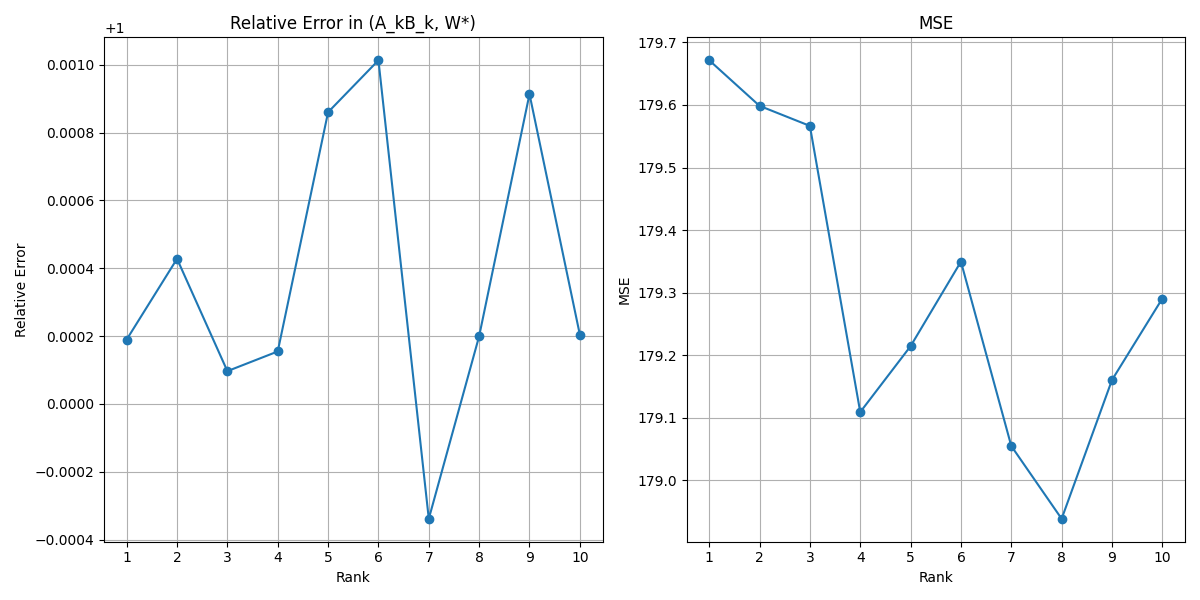 Relative Error in (A_kB_k, W*)
+1
0.0010
0.0008
0.0006
0.0004
0.0002
0.0000
−0.0002
−0.0004
Relative Error
1 2 3 4 5 6 7 8 9 10
Rank
MSE
179.7
179.6
179.5
179.4
179.3
179.2
179.1
179.0
MSE
1 2 3 4 5 6 7 8 9 10
Rank